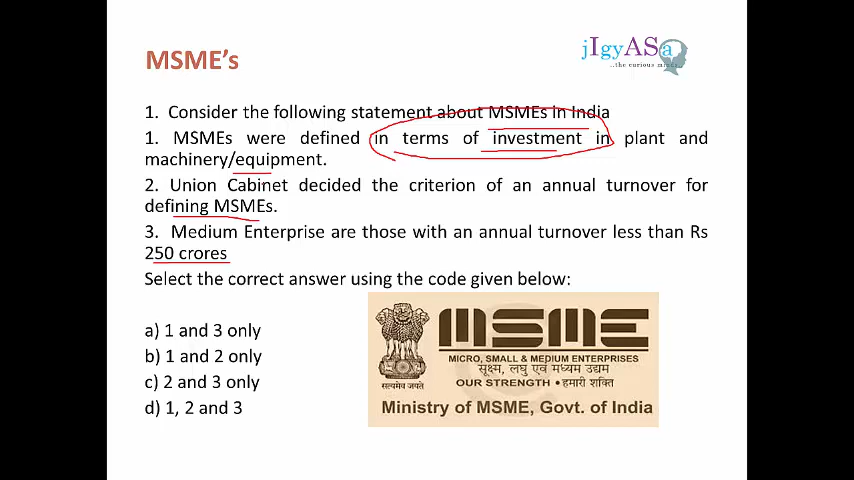 MSME's
jIgyASa
...the curious minds..
1. Consider the following statement about MSMEs in India
1. MSMEs were defined in terms of investment in plant and
machinery/equipment.
2. Union Cabinet decided the criterion of an annual turnover for
defining MSMEs.
3. Medium Enterprise are those with an annual turnover less than Rs
250 crores
Select the correct answer using the code given below:
a) 1 and 3 only
b) 1 and 2 only
c) 2 and 3 only
d) 1, 2 and 3
MSME
MICRO, SMALL & MEDIUM ENTERPRISES
सूक्ष्म, लघु एवं मध्यम उद्यम
OUR STRENGTH • हमारी शक्ति
सत्यमेव जयते
Ministry of MSME, Govt. of India